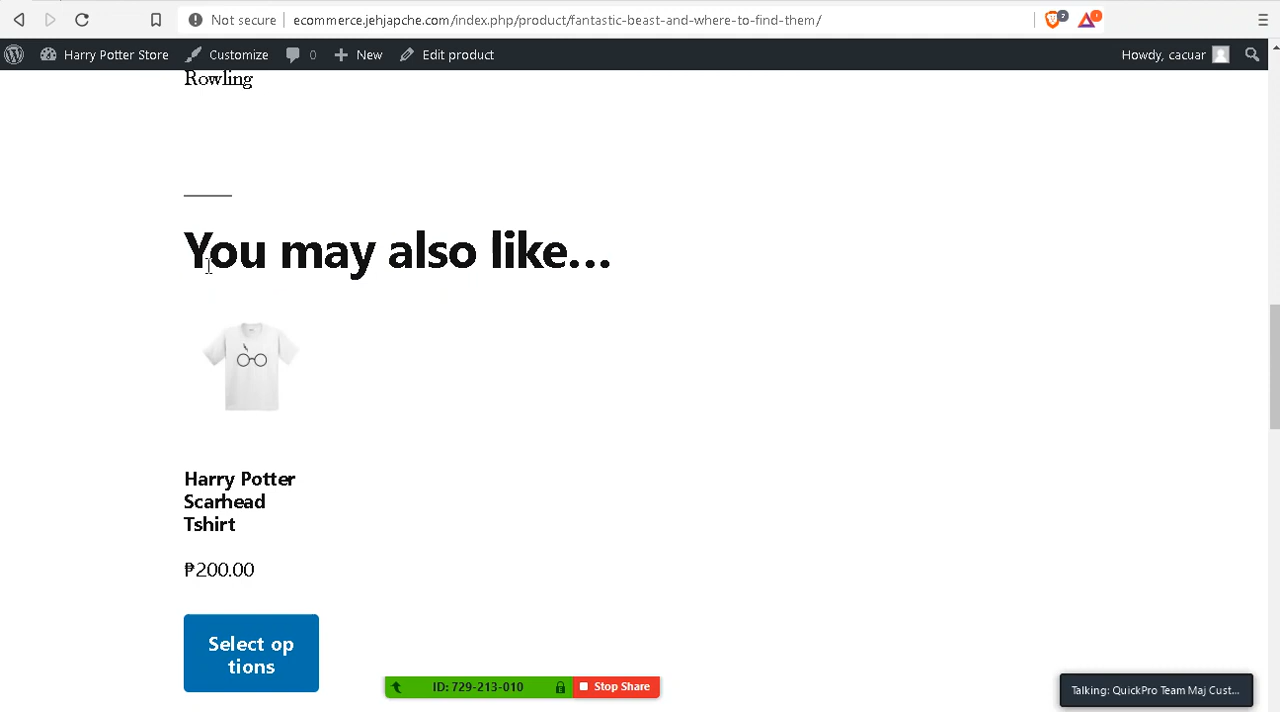 Not secure ecommerce.jehjapche.com/index.php/product/fantastic-beast-and-where-to-find-them/ 2 1
Harry Potter Store Customize 0 New Edit product Howdy, cacuar
Rowling
You may also like…
Harry Potter
Scarhead
Tshirt
₱200.00
Select op
tions
ID: 729-213-010 Stop Share
Talking: QuickPro Team Maj Cust...